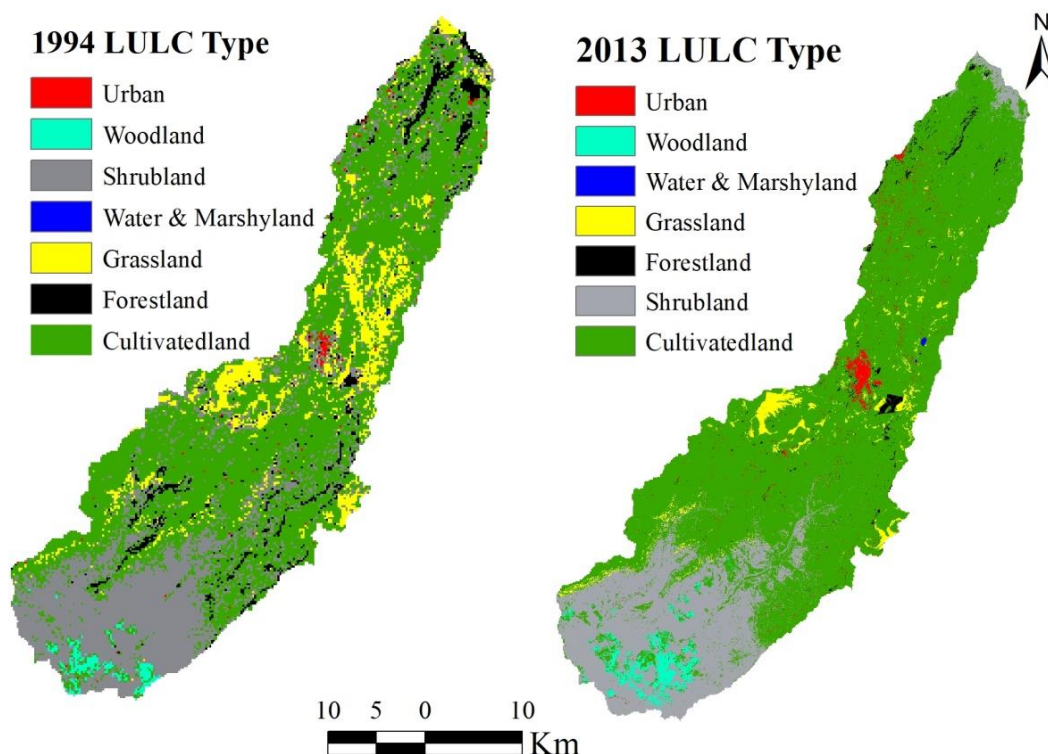 1994 LULC Type
Urban
Woodland
Shrubland
Water & Marshyland
Grassland
Forestland
Cultivatedland
2013 LULC Type
Urban
Woodland
Water & Marshyland
Grassland
Forestland
Shrubland
Cultivatedland
N
10 5 0 10
Km